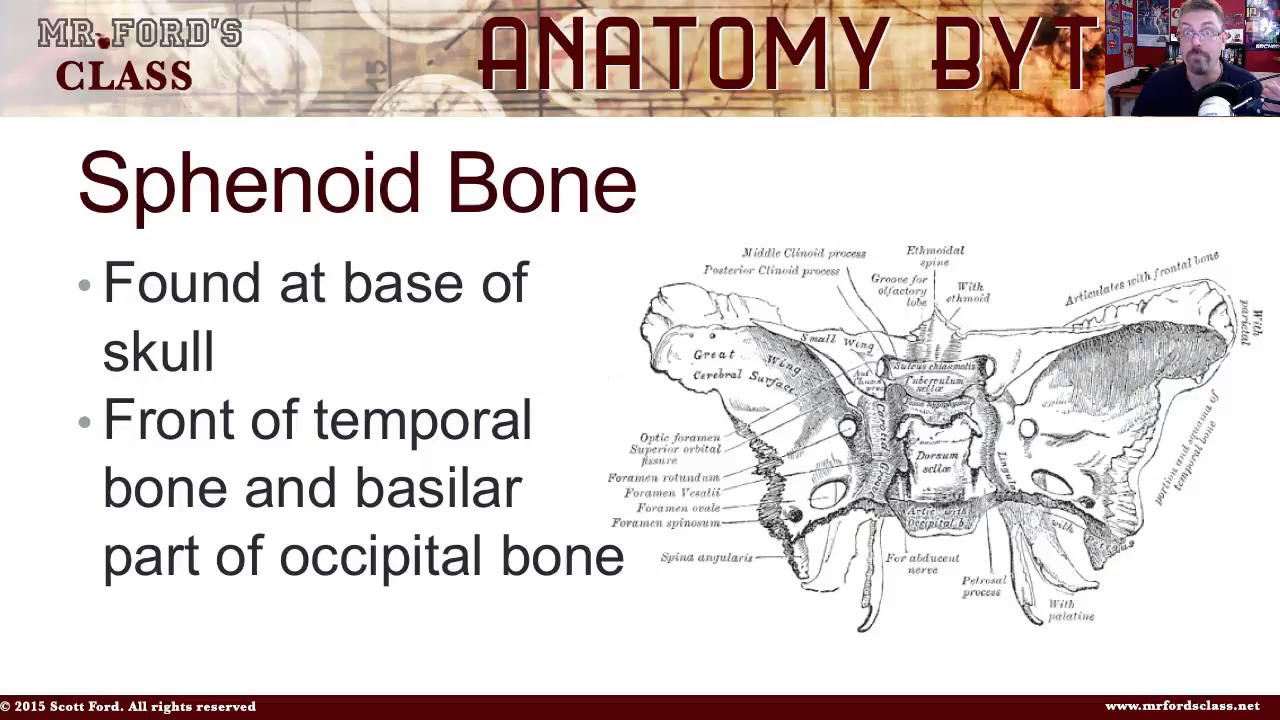 MR. FORD'S
CLASS
ANATOMY BYT
Sphenoid Bone
• Found at base of
skull
• Front of temporal
bone and basilar
part of occipital bone
Middle Clinoid process
Posterior Clinoid process
Ethmoidal
spine
Groove for
olfactory
lobe
With
ethmoid
Articulates with frontal bone
With
parietal
Small Wing
Great Wing
Cerebral Surface
Sulcus chiasmatis
Tuberculum
sellæ
Dorsum
sellæ
Lingula
Optic foramen
Superior orbital
fissure
Foramen rotundum
Foramen Vesalii
Foramen ovale
Foramen spinosum
Spina angularis
Artic. with
Occipital b.
For abducent
nerve
Petrosal
process
With
palatine
with
portion and squama of
temporal bone
© 2015 Scott Ford. All rights reserved
www.mrfordsclass.net